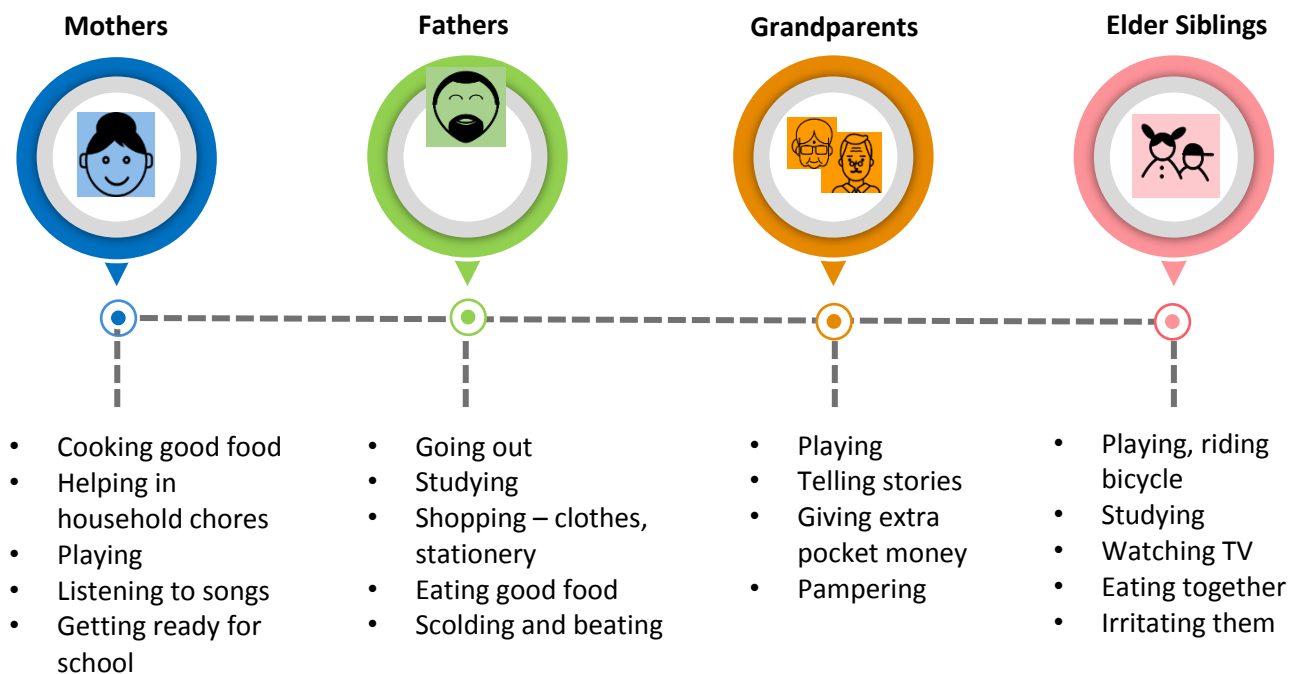 Mothers
Fathers
Grandparents
Elder Siblings
• Cooking good food
• Helping in
household chores
• Playing
• Listening to songs
• Getting ready for
school
• Going out
• Studying
• Shopping – clothes,
stationery
• Eating good food
• Scolding and beating
• Playing
• Telling stories
• Giving extra
pocket money
• Pampering
• Playing, riding
bicycle
• Studying
• Watching TV
• Eating together
• Irritating them